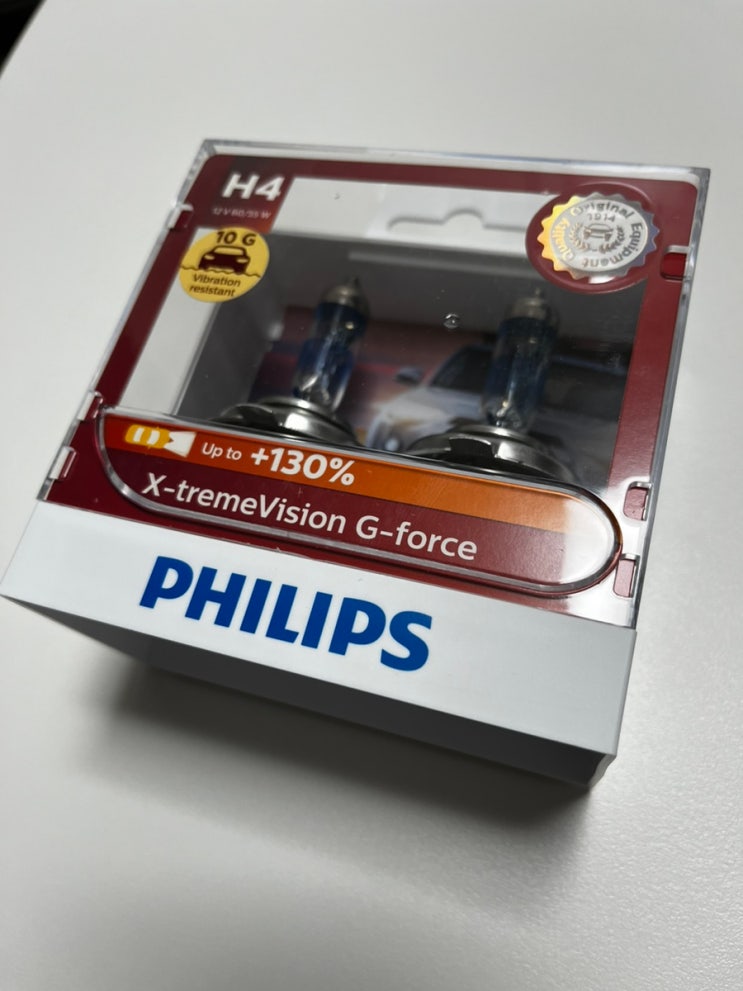 H4
12 V 60/55 W
10 G
Vibration
resistant
Quality Original Equipment
1914
Up to +130%
X-tremeVision G-force
PHILIPS